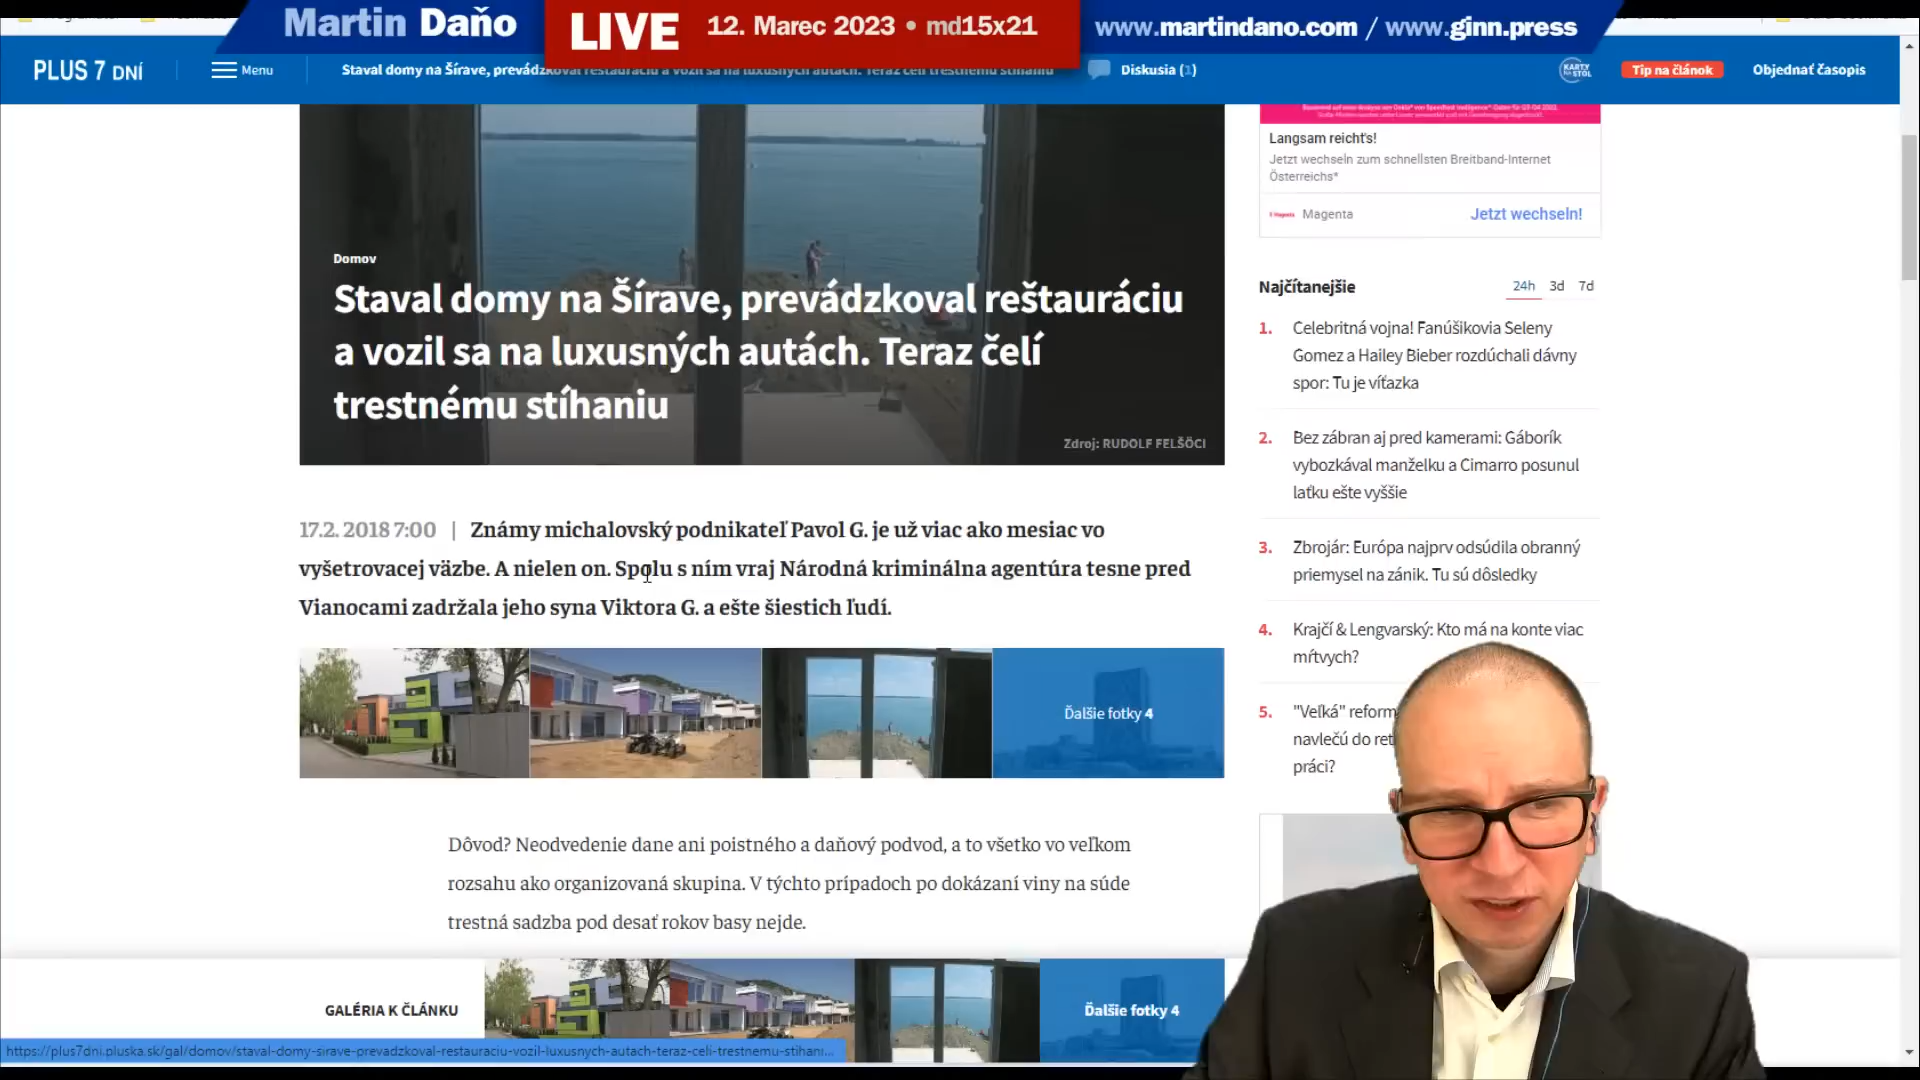 Martin Daňo
LIVE
12. Marec 2023 • md15x21
www.martindano.com / www.ginn.press
PLUS 7 DNÍ
Menu
Staval domy na Šírave, prevádzkoval reštauráciu a vozil sa na luxusných autách. Teraz čelí trestnému stíhaniu
Diskusia (1)
KARTY NA STOL
Tip na článok
Objednať časopis
Langsam reicht's!
Jetzt wechseln zum schnellsten Breitband-Internet
Österreichs*
Magenta
Jetzt wechseln!
Domov
Staval domy na Šírave, prevádzkoval reštauráciu
a vozil sa na luxusných autách. Teraz čelí
trestnému stíhaniu
Zdroj: RUDOLF FELŠÖCI
17.2. 2018 7:00 | Známy michalovský podnikateľ Pavol G. je už viac ako mesiac vo
vyšetrovacej väzbe. A nielen on. Spolu s ním vraj Národná kriminálna agentúra tesne pred
Vianocami zadržala jeho syna Viktora G. a ešte šiestich ľudí.
Ďalšie fotky 4
Dôvod? Neodvedenie dane ani poistného a daňový podvod, a to všetko vo veľkom
rozsahu ako organizovaná skupina. V týchto prípadoch po dokázaní viny na súde
trestná sadzba pod desať rokov basy nejde.
Najčítanejšie
24h 3d 7d
1. Celebritná vojna! Fanúšikovia Seleny
Gomez a Hailey Bieber rozdúchali dávny
spor: Tu je víťazka
2. Bez zábran aj pred kamerami: Gáborík
vybozkával manželku a Cimarro posunul
laťku ešte vyššie
3. Zbrojár: Európa najprv odsúdila obranný
priemysel na zánik. Tu sú dôsledky
4. Krajčí & Lengvarský: Kto má na konte viac
mŕtvych?
5. "Veľká" reform
navlečú do ret
práci?
GALÉRIA K ČLÁNKU
Ďalšie fotky 4
https://plus7dni.pluska.sk/gal/domov/staval-domy-sirave-prevadzkoval-restauraciu-vozil-luxusnych-autach-teraz-celi-trestnemu-stihani...